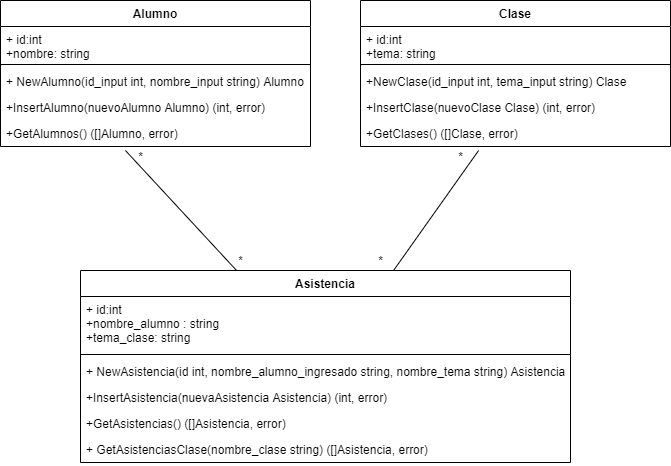 Alumno
+ id:int
+nombre: string
+ NewAlumno(id_input int, nombre_input string) Alumno
+InsertAlumno(nuevoAlumno Alumno) (int, error)
+GetAlumnos() ([]Alumno, error)
Clase
+ id:int
+tema: string
+NewClase(id_input int, tema_input string) Clase
+InsertClase(nuevoClase Clase) (int, error)
+GetClases() ([]Clase, error)
*
*
*
*
Asistencia
+ id:int
+nombre_alumno : string
+tema_clase: string
+ NewAsistencia(id int, nombre_alumno_ingresado string, nombre_tema string) Asistencia
+InsertAsistencia(nuevaAsistencia Asistencia) (int, error)
+GetAsistencias() ([]Asistencia, error)
+ GetAsistenciasClase(nombre_clase string) ([]Asistencia, error)